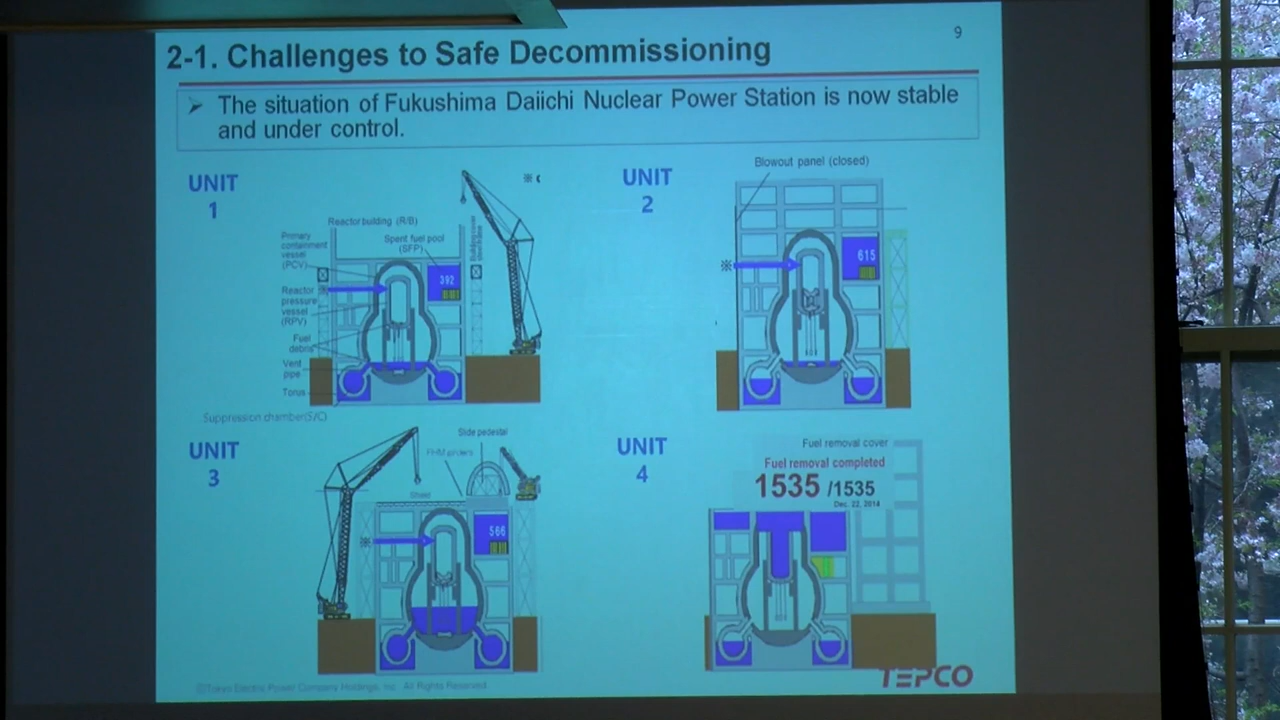 9
2-1. Challenges to Safe Decommissioning
➢ The situation of Fukushima Daiichi Nuclear Power Station is now stable
and under control.
UNIT
1
※
Reactor building (R/B)
Primary
containment
vessel
(PCV)
Spent fuel pool
(SFP)
392
Reactor
pressure
vessel
(RPV)
Fuel
debris
Vent
pipe
Torus
Suppression chamber(S/C)
UNIT
2
Blowout panel (closed)
※
615
UNIT
3
Slide pedestal
FHM girders
Shield
※
566
UNIT
4
Fuel removal cover
Fuel removal completed
1535 /1535
Dec. 22, 2014
©Tokyo Electric Power Company Holdings, Inc. All Rights Reserved
TEPCO